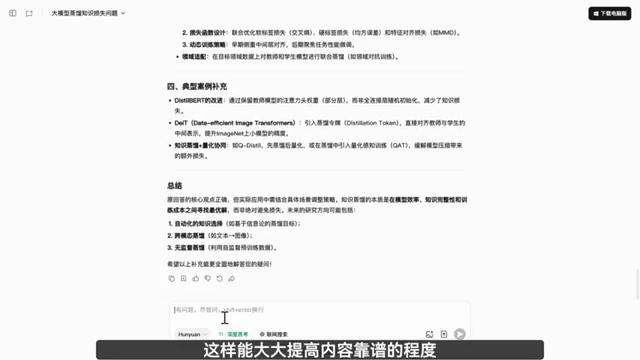 大模型蒸馏知识损失问题
下载电脑版
2. 损失函数设计：联合优化软标签损失（交叉熵），硬标签损失（均方误差）和特征对齐损失（如MMD）。
3. 动态训练策略：早期侧重中间层对齐，后期聚焦任务性能微调。
• 领域适配：在目标领域数据上对教师和学生模型进行联合蒸馏（如领域对抗训练）。
四、典型案例补充
• DistilBERT的改进：通过保留教师模型的注意力头权重（部分层），而非全连接层随机初始化，减少了知识损
失。
• DeiT（Data-efficient Image Transformers）：引入蒸馏令牌（Distillation Token），直接对齐教师与学生的
中间表示，提升ImageNet上小模型的精度。
• 知识蒸馏+量化协同：如Q-Distil，先蒸馏后量化，或在蒸馏中引入量化感知训练（QAT），缓解模型压缩带来
的额外损失。
总结
原回答的核心观点正确，但实际应用中需结合具体场景调整策略。知识蒸馏的本质是在模型效率、知识完整性和训
练成本之间寻找最优解，而非绝对避免损失。未来的研究方向可能包括：
1. 自动化的知识选择（如基于信息论的蒸馏目标）；
2. 跨模态蒸馏（如文本→图像）；
3. 无监督蒸馏（利用自监督预训练数据）。
希望以上补充能更全面地解答您的疑问！
有问题，尽管问，shift+enter换行
Hunyuan
T1 · 深度思考
联网搜索
这样能大大提高内容靠谱的程度